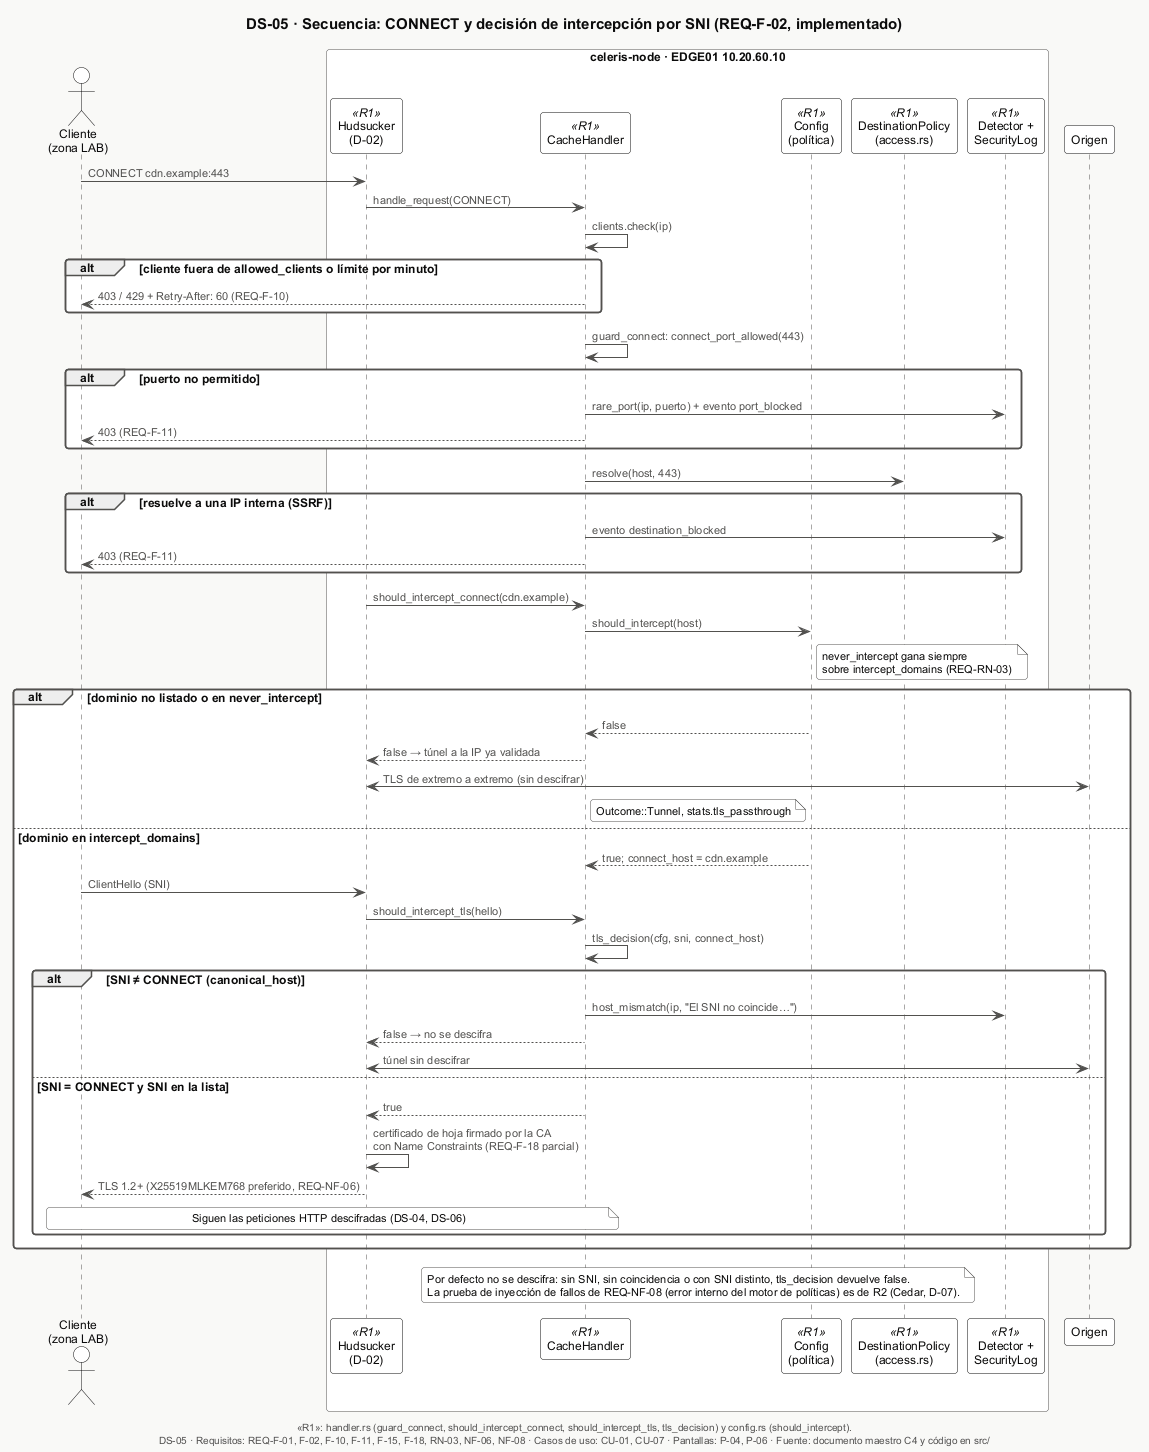 DS-05 · Secuencia: CONNECT y decisión de intercepción por SNI (REQ-F-02, implementado)
celeris-node · EDGE01 10.20.60.10
Cliente
(zona LAB)
«R1»
Hudsucker
(D-02)
«R1»
CacheHandler
«R1»
Config
(política)
«R1»
DestinationPolicy
(access.rs)
«R1»
Detector +
SecurityLog
Origen
CONNECT cdn.example:443
handle_request(CONNECT)
clients.check(ip)
alt
[cliente fuera de allowed_clients o límite por minuto]
403 / 429 + Retry-After: 60 (REQ-F-10)
guard_connect: connect_port_allowed(443)
alt
[puerto no permitido]
rare_port(ip, puerto) + evento port_blocked
403 (REQ-F-11)
resolve(host, 443)
alt
[resuelve a una IP interna (SSRF)]
evento destination_blocked
403 (REQ-F-11)
should_intercept_connect(cdn.example)
should_intercept(host)
never_intercept gana siempre
sobre intercept_domains (REQ-RN-03)
alt
[dominio no listado o en never_intercept]
false
false → túnel a la IP ya validada
TLS de extremo a extremo (sin descifrar)
Outcome::Tunnel, stats.tls_passthrough
[dominio en intercept_domains]
true; connect_host = cdn.example
ClientHello (SNI)
should_intercept_tls(hello)
tls_decision(cfg, sni, connect_host)
alt
[SNI ≠ CONNECT (canonical_host)]
host_mismatch(ip, "El SNI no coincide…")
false → no se descifra
túnel sin descifrar
[SNI = CONNECT y SNI en la lista]
true
certificado de hoja firmado por la CA
con Name Constraints (REQ-F-18 parcial)
TLS 1.2+ (X25519MLKEM768 preferido, REQ-NF-06)
Siguen las peticiones HTTP descifradas (DS-04, DS-06)
Por defecto no se descifra: sin SNI, sin coincidencia o con SNI distinto, tls_decision devuelve false.
La prueba de inyección de fallos de REQ-NF-08 (error interno del motor de políticas) es de R2 (Cedar, D-07).
Cliente
(zona LAB)
«R1»
Hudsucker
(D-02)
«R1»
CacheHandler
«R1»
Config
(política)
«R1»
DestinationPolicy
(access.rs)
«R1»
Detector +
SecurityLog
Origen
«R1»: handler.rs (guard_connect, should_intercept_connect, should_intercept_tls, tls_decision) y config.rs (should_intercept).
DS-05 · Requisitos: REQ-F-01, F-02, F-10, F-11, F-15, F-18, RN-03, NF-06, NF-08 · Casos de uso: CU-01, CU-07 · Pantallas: P-04, P-06 · Fuente: documento maestro C4 y código en src/